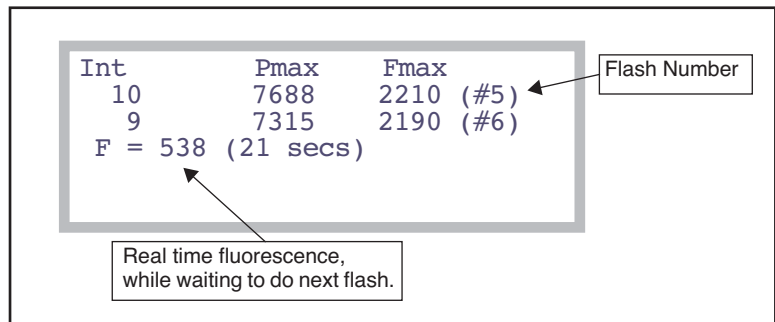 Int Pmax Fmax
10 7688 2210 (#5)
9 7315 2190 (#6)
F = 538 (21 secs)
Flash Number
Real time fluorescence,
while waiting to do next flash.